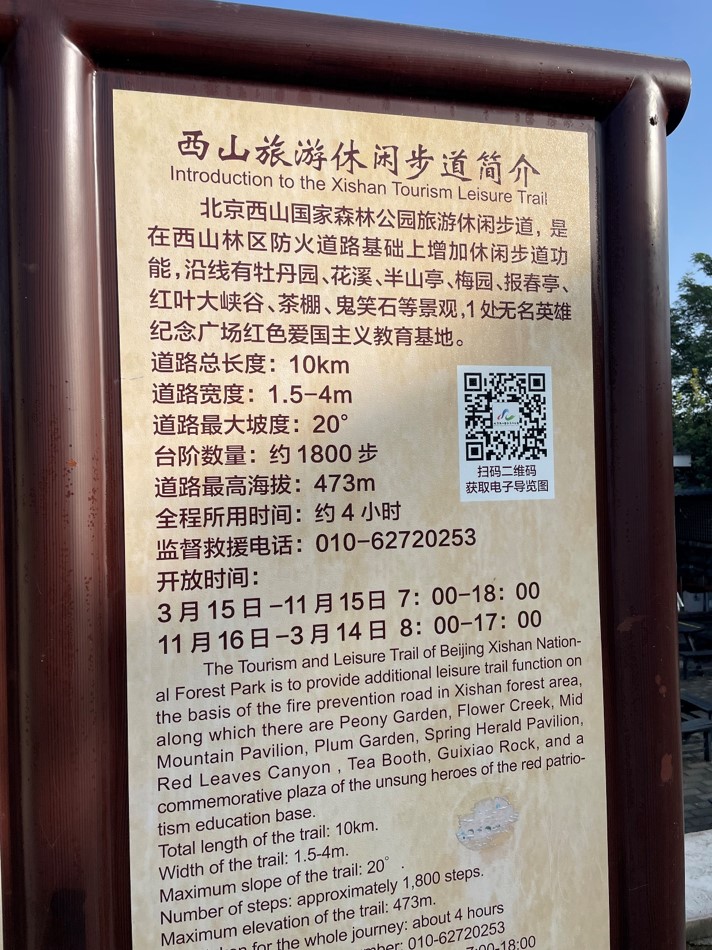 西山旅游休闲步道简介
Introduction to the Xishan Tourism Leisure Trail
北京西山国家森林公园旅游休闲步道，是
在西山林区防火道路基础上增加休闲步道功
能，沿线有牡丹园、花溪、半山亭、梅园、报春亭、
红叶大峡谷、茶棚、鬼笑石等景观，1处无名英雄
纪念广场红色爱国主义教育基地。
道路总长度：10km
道路宽度：1.5-4m
道路最大坡度：20°
台阶数量：约1800步
道路最高海拔：473m
全程所用时间：约4小时
监督救援电话：010-62720253
开放时间：
3月15日-11月15日 7：00-18：00
11月16日-3月14日 8：00-17：00
扫码二维码
获取电子导览图
The Tourism and Leisure Trail of Beijing Xishan Nation-
al Forest Park is to provide additional leisure trail function on
the basis of the fire prevention road in Xishan forest area,
along which there are Peony Garden, Flower Creek, Mid
Mountain Pavilion, Plum Garden, Spring Herald Pavilion,
Red Leaves Canyon , Tea Booth, Guixiao Rock, and a
commemorative plaza of the unsung heroes of the red patrio-
tism education base.
Total length of the trail: 10km.
Width of the trail: 1.5-4m.
Maximum slope of the trail: 20° .
Number of steps: approximately 1,800 steps.
Maximum elevation of the trail: 473m.
for the whole journey: about 4 hours
number: 010-62720253
7:00-18:00